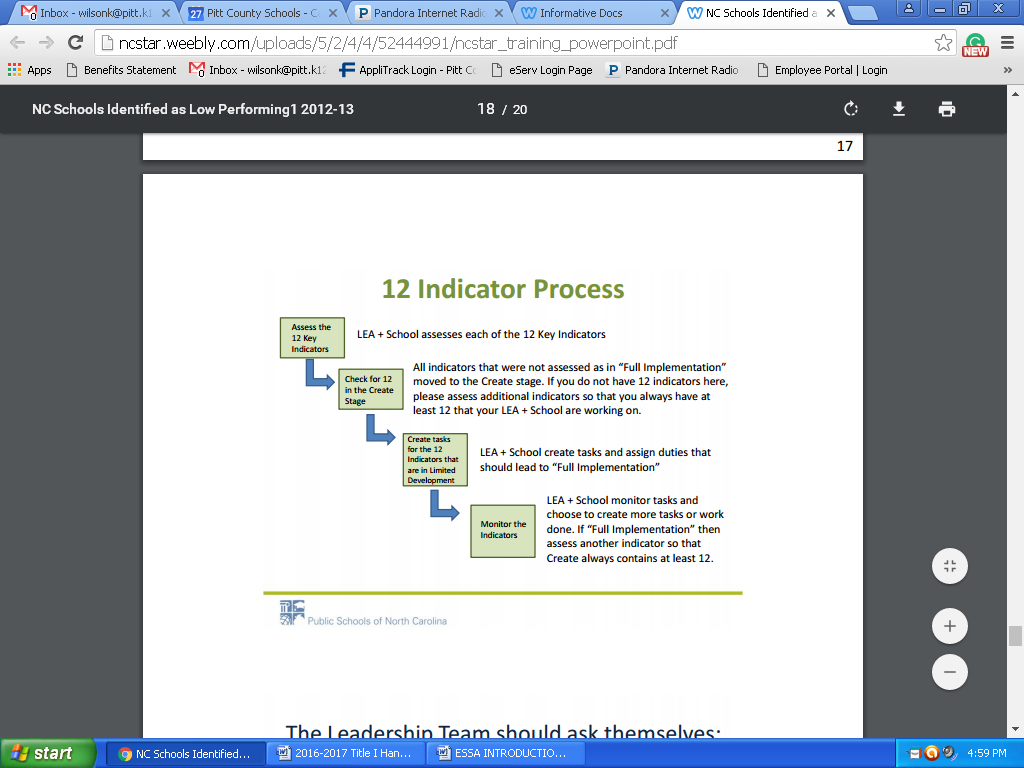 Inbox - wilsonk@pitt.k1
Pitt County Schools - C
Pandora Internet Radio
Informative Docs
NC Schools Identified a
ncstar.weebly.com/uploads/5/2/4/4/52444991/ncstar_training_powerpoint.pdf
NEW
Apps
Benefits Statement
Inbox - wilsonk@pitt.k12
AppliTrack Login - Pitt Co
eServ Login Page
Pandora Internet Radio
Employee Portal | Login
NC Schools Identified as Low Performing1 2012-13
18 / 20
17
12 Indicator Process
Assess the
12 Key
Indicators
LEA + School assesses each of the 12 Key Indicators
Check for 12
in the Create
Stage
All indicators that were not assessed as in “Full Implementation”
moved to the Create stage. If you do not have 12 indicators here,
please assess additional indicators so that you always have at
least 12 that your LEA + School are working on.
Create tasks
for the 12
Indicators that
are in Limited
Development
LEA + School create tasks and assign duties that
should lead to “Full Implementation”
Monitor the
Indicators
LEA + School monitor tasks and
choose to create more tasks or work
done. If “Full Implementation” then
assess another indicator so that
Create always contains at least 12.
Public Schools of North Carolina
The Leadership Team should ask themselves:
start
NC Schools Identified...
2016-2017 Title I Han...
ESSA INTRODUCTIO...
4:59 PM